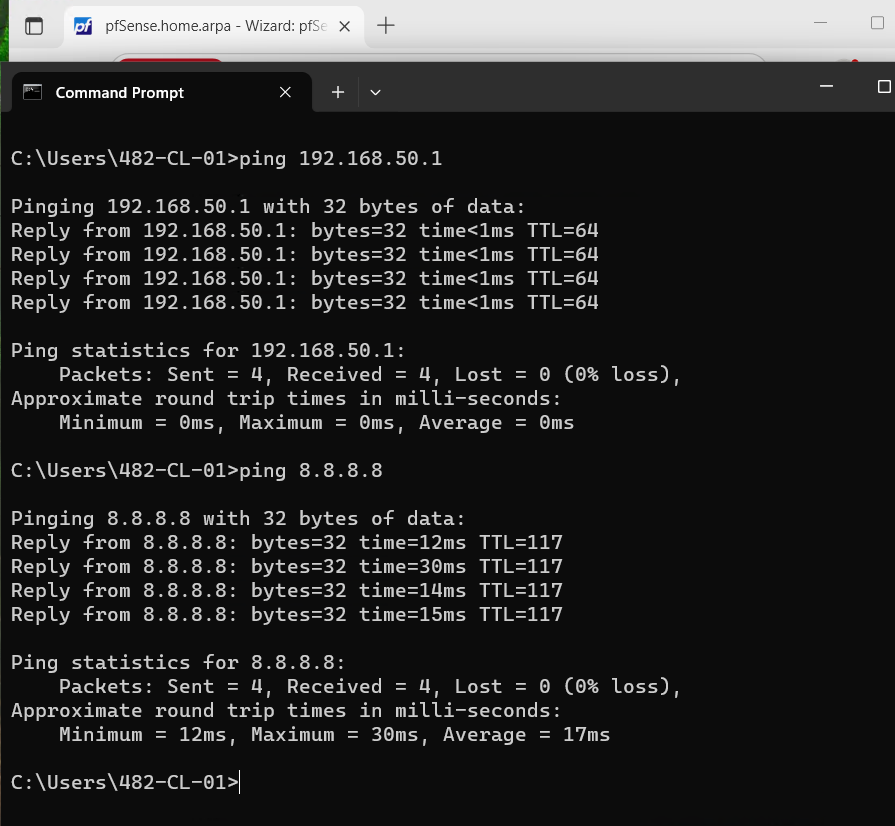 pf pfSense.home.arpa - Wizard: pfSe
Command Prompt
C:\Users\482-CL-01>ping 192.168.50.1
Pinging 192.168.50.1 with 32 bytes of data:
Reply from 192.168.50.1: bytes=32 time<1ms TTL=64
Reply from 192.168.50.1: bytes=32 time<1ms TTL=64
Reply from 192.168.50.1: bytes=32 time<1ms TTL=64
Reply from 192.168.50.1: bytes=32 time<1ms TTL=64
Ping statistics for 192.168.50.1:
    Packets: Sent = 4, Received = 4, Lost = 0 (0% loss),
Approximate round trip times in milli-seconds:
    Minimum = 0ms, Maximum = 0ms, Average = 0ms
C:\Users\482-CL-01>ping 8.8.8.8
Pinging 8.8.8.8 with 32 bytes of data:
Reply from 8.8.8.8: bytes=32 time=12ms TTL=117
Reply from 8.8.8.8: bytes=32 time=30ms TTL=117
Reply from 8.8.8.8: bytes=32 time=14ms TTL=117
Reply from 8.8.8.8: bytes=32 time=15ms TTL=117
Ping statistics for 8.8.8.8:
    Packets: Sent = 4, Received = 4, Lost = 0 (0% loss),
Approximate round trip times in milli-seconds:
    Minimum = 12ms, Maximum = 30ms, Average = 17ms
C:\Users\482-CL-01>